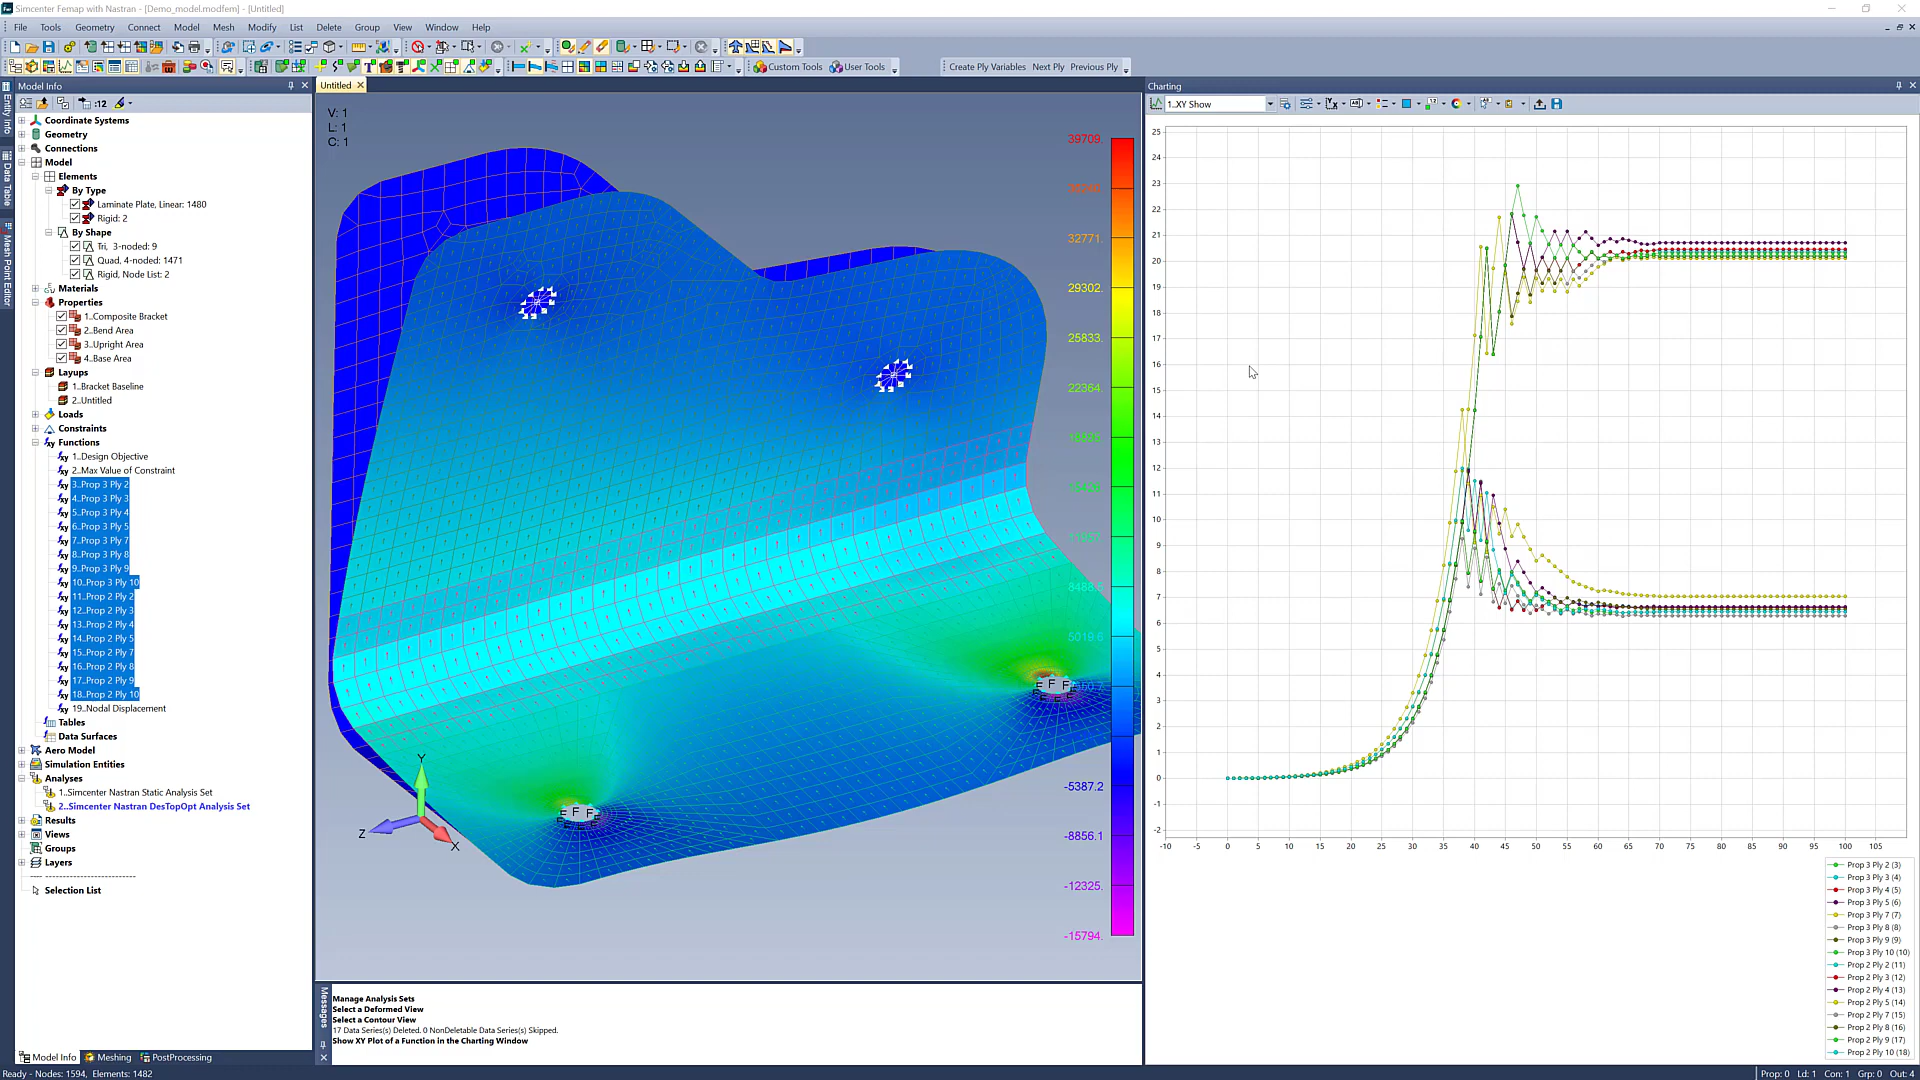 Simcenter Femap with Nastran - [Demo_model.modfem] - [Untitled]
File Tools Geometry Connect Model Mesh Modify List Delete Group View Window Help
Custom Tools User Tools Create Ply Variables Next Ply Previous Ply
Model Info
Entity Info
Data Table
Mesh Point Editor
:12
Coordinate Systems
Geometry
Connections
Model
Elements
By Type
Laminate Plate, Linear: 1480
Rigid: 2
By Shape
Tri, 3-noded: 9
Quad, 4-noded: 1471
Rigid, Node List: 2
Materials
Properties
1..Composite Bracket
2..Bend Area
3..Upright Area
4..Base Area
Layups
1..Bracket Baseline
2..Untitled
Loads
Constraints
Functions
1..Design Objective
2..Max Value of Constraint
3..Prop 3 Ply 2
4..Prop 3 Ply 3
5..Prop 3 Ply 4
6..Prop 3 Ply 5
7..Prop 3 Ply 7
8..Prop 3 Ply 8
9..Prop 3 Ply 9
10..Prop 3 Ply 10
11..Prop 2 Ply 2
12..Prop 2 Ply 3
13..Prop 2 Ply 4
14..Prop 2 Ply 5
15..Prop 2 Ply 7
16..Prop 2 Ply 8
17..Prop 2 Ply 9
18..Prop 2 Ply 10
19..Nodal Displacement
Tables
Data Surfaces
Aero Model
Simulation Entities
Analyses
1..Simcenter Nastran Static Analysis Set
2..Simcenter Nastran DesTopOpt Analysis Set
Results
Views
Groups
Layers
Selection List
Model Info Meshing PostProcessing
Untitled
V: 1
L: 1
C: 1
39709.
32771.
29302.
25833.
22364.
8488.5
5019.6
-5387.2
-8856.1
-12325.
-15794.
Y
Z
X
F F
F F
Messages
Manage Analysis Sets
Select a Deformed View
Select a Contour View
17 Data Series(s) Deleted. 0 NonDeletable Data Series(s) Skipped.
Show XY Plot of a Function in the Charting Window
Charting
1..XY Show
25
24
23
22
21
20
19
18
17
16
15
14
13
12
11
10
9
8
7
6
5
4
3
2
1
0
-1
-2
-10 -5 0 5 10 15 20 25 30 35 40 45 50 55 60 65 70 75 80 85 90 95 100 105
Prop 3 Ply 2 (3)
Prop 3 Ply 3 (4)
Prop 3 Ply 4 (5)
Prop 3 Ply 5 (6)
Prop 3 Ply 7 (7)
Prop 3 Ply 8 (8)
Prop 3 Ply 9 (9)
Prop 3 Ply 10 (10)
Prop 2 Ply 2 (11)
Prop 2 Ply 3 (12)
Prop 2 Ply 4 (13)
Prop 2 Ply 5 (14)
Prop 2 Ply 7 (15)
Prop 2 Ply 8 (16)
Prop 2 Ply 9 (17)
Prop 2 Ply 10 (18)
Ready - Nodes: 1594, Elements: 1482
Prop: 0 Ld: 1 Con: 1 Grp: 0 Out: 4